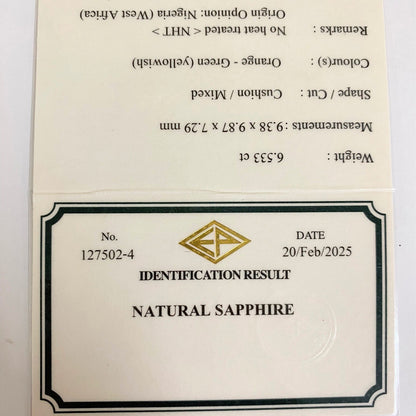 Weight : 6.533 ct
Measurements : 9.38 x 9.87 x 7.29 mm
Shape / Cut : Cushion / Mixed
Colour(s) : Orange - Green (yellowish)
Remarks : No heat treated < NHT >
Origin Opinion: Nigeria (West Africa)
No.
127502-4
DATE
20/Feb/2025
IDENTIFICATION RESULT
NATURAL SAPPHIRE